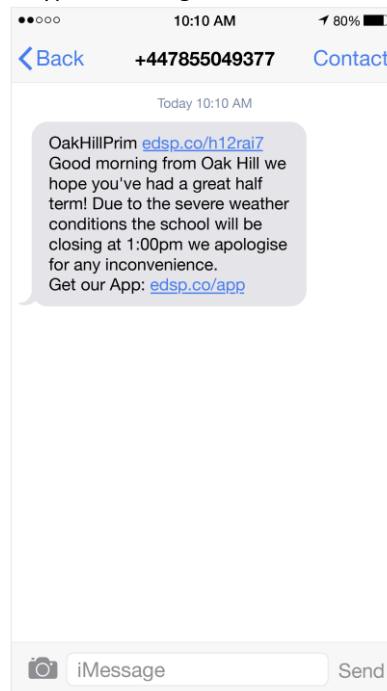 10:10 AM
80%
Back
+447855049377
Contact
Today 10:10 AM
OakHillPrim edsp.co/h12rai7
Good morning from Oak Hill we
hope you've had a great half
term! Due to the severe weather
conditions the school will be
closing at 1:00pm we apologise
for any inconvenience.
Get our App: edsp.co/app
iMessage
Send